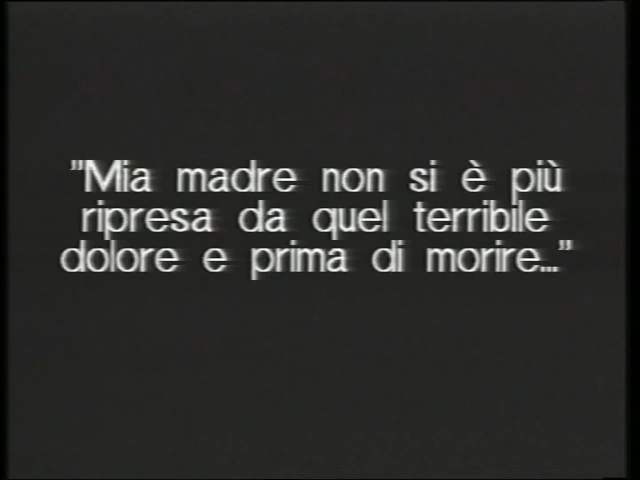 "Mia madre non si è più
ripresa da quel terribile
dolore e prima di morire..."